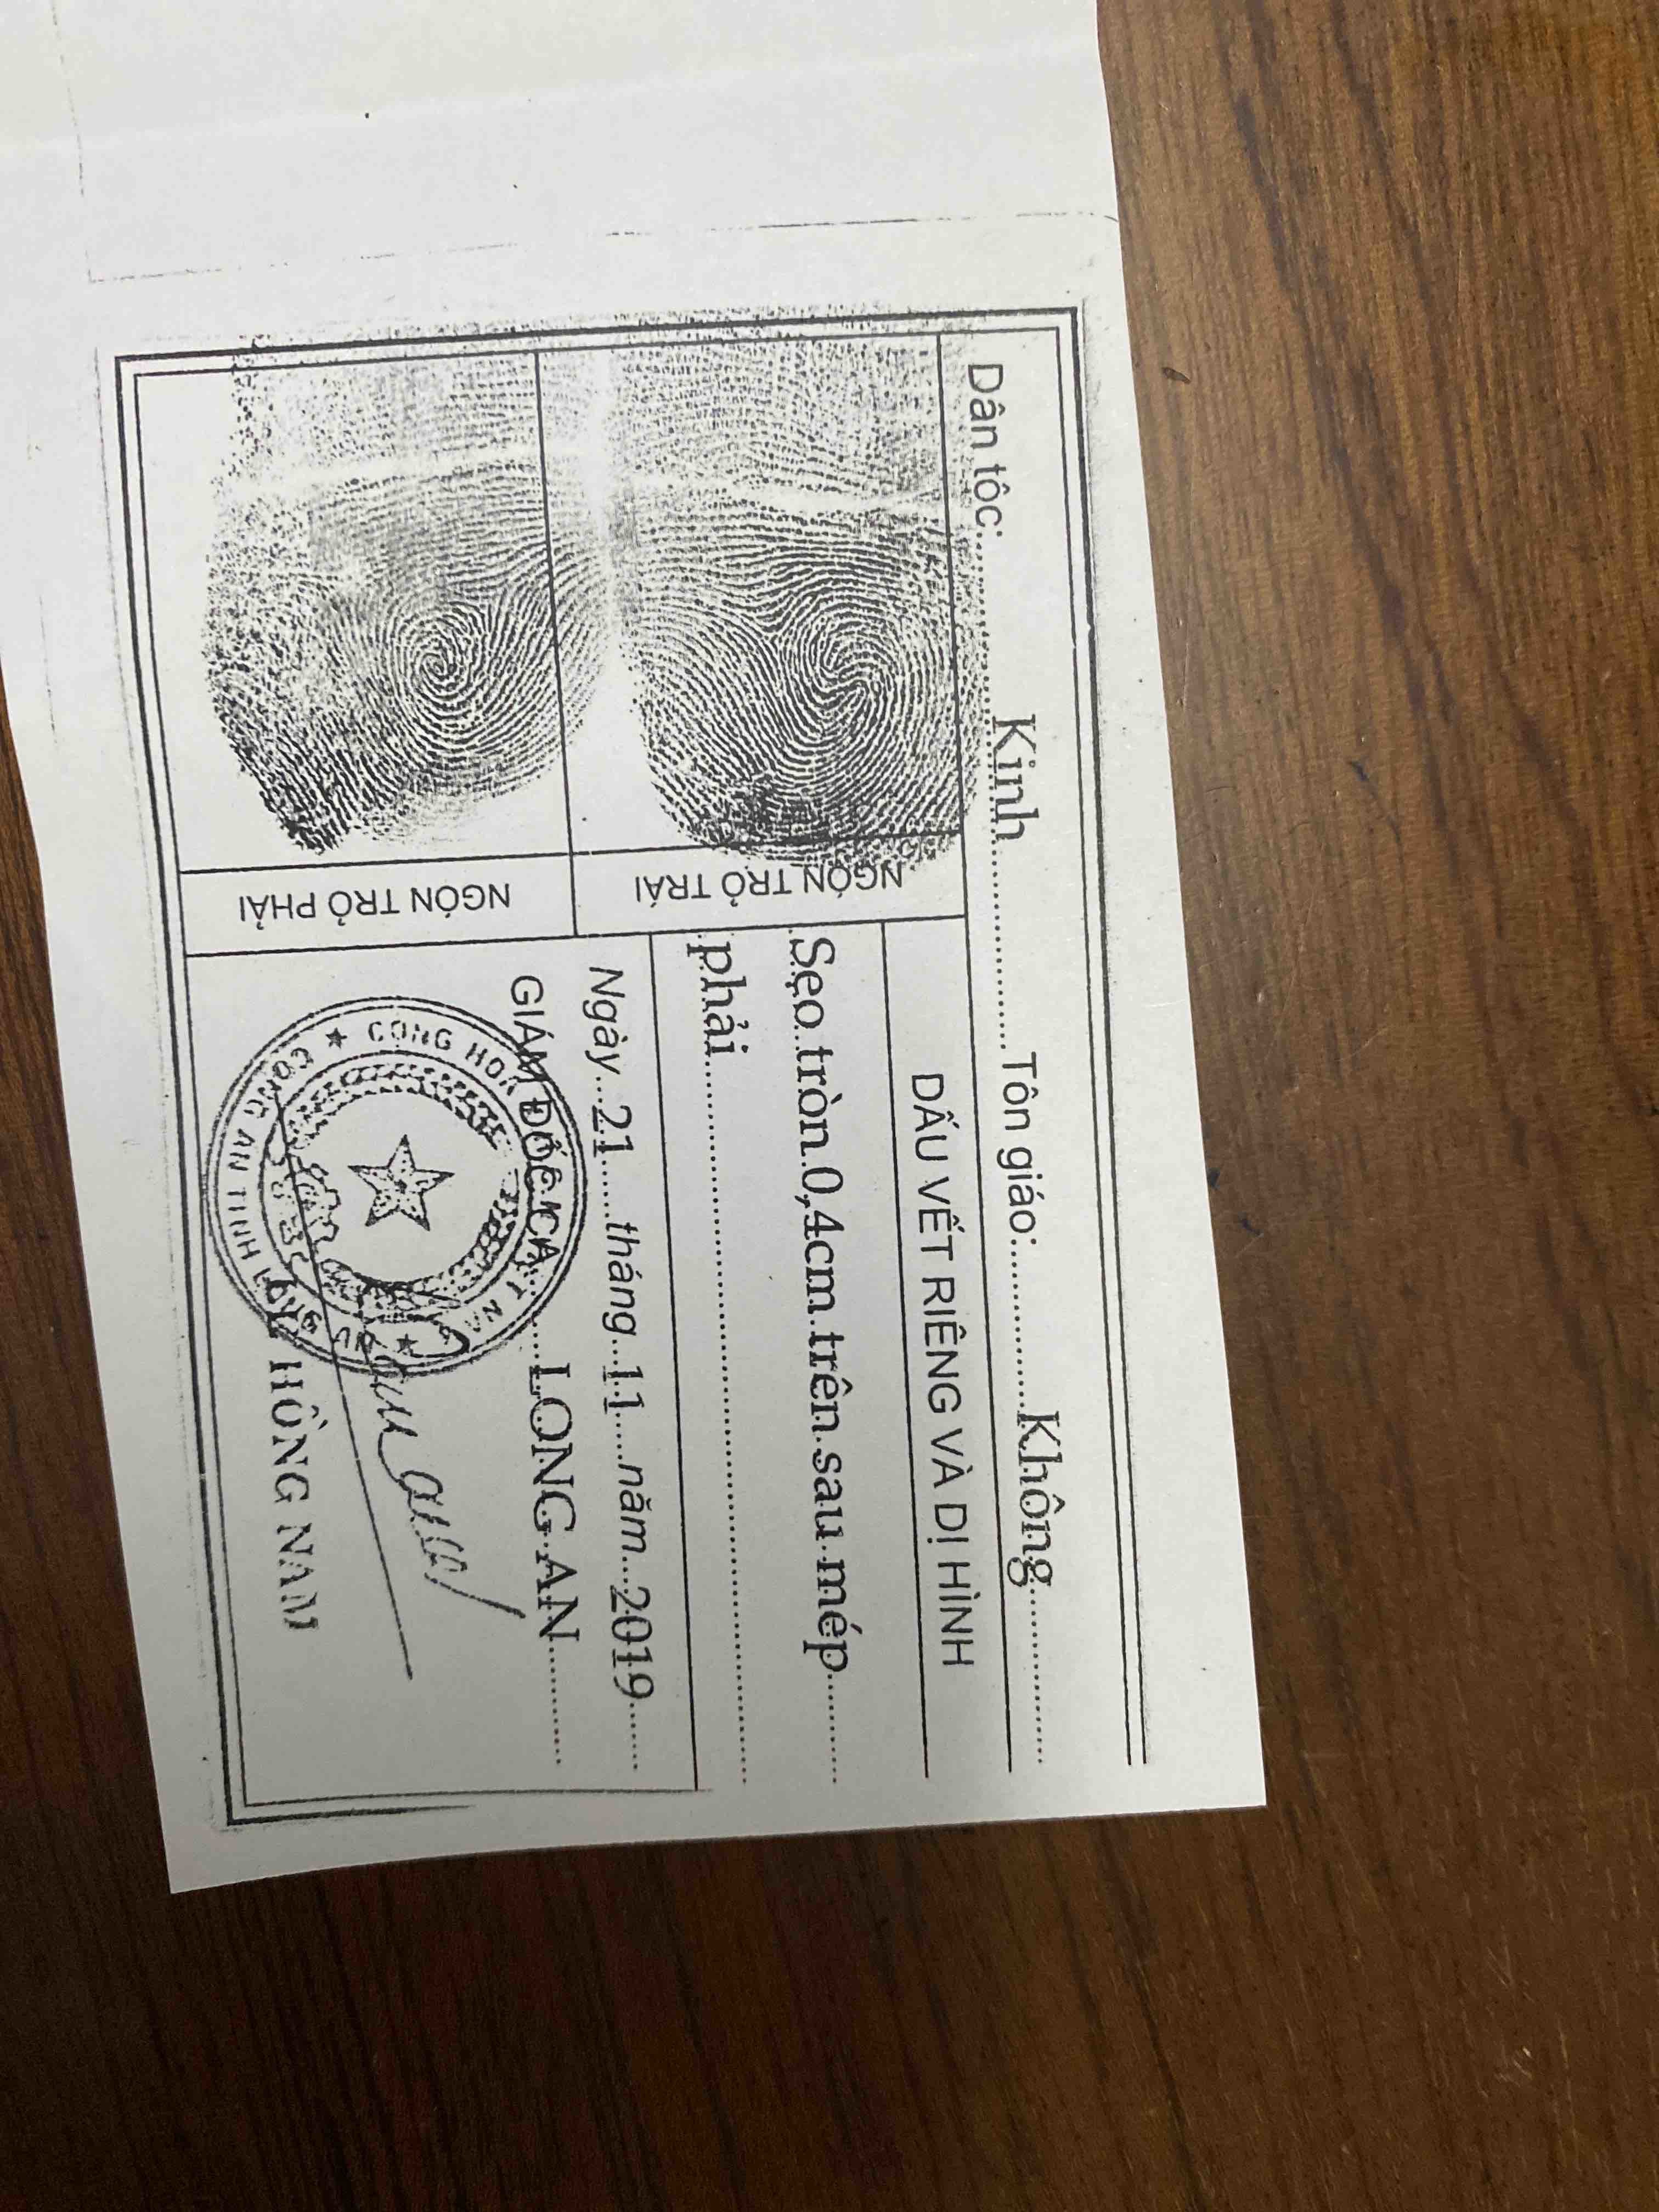 Dân tộc:..........Kinh..........Tôn giáo:..........Không..........
NGÓN TRỎ TRÁI
NGÓN TRỎ PHẢI
DẤU VẾT RIÊNG VÀ DỊ HÌNH
Sẹo tròn 0,4cm trên sau mép
phải
Ngày...21....tháng..11...năm...2019
GIÁM ĐỐC CA....LONG AN
HỒNG NAM